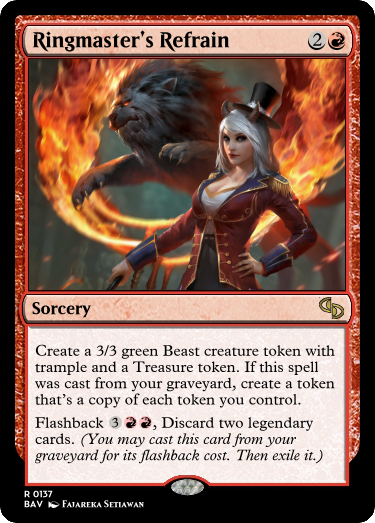 Ringmaster's Refrain 2
Sorcery
Create a 3/3 green Beast creature token with
trample and a Treasure token. If this spell
was cast from your graveyard, create a token
that's a copy of each token you control.
Flashback 3, Discard two legendary
cards. (You may cast this card from your
graveyard for its flashback cost. Then exile it.)
R 0137
BAV Fajareka Setiawan